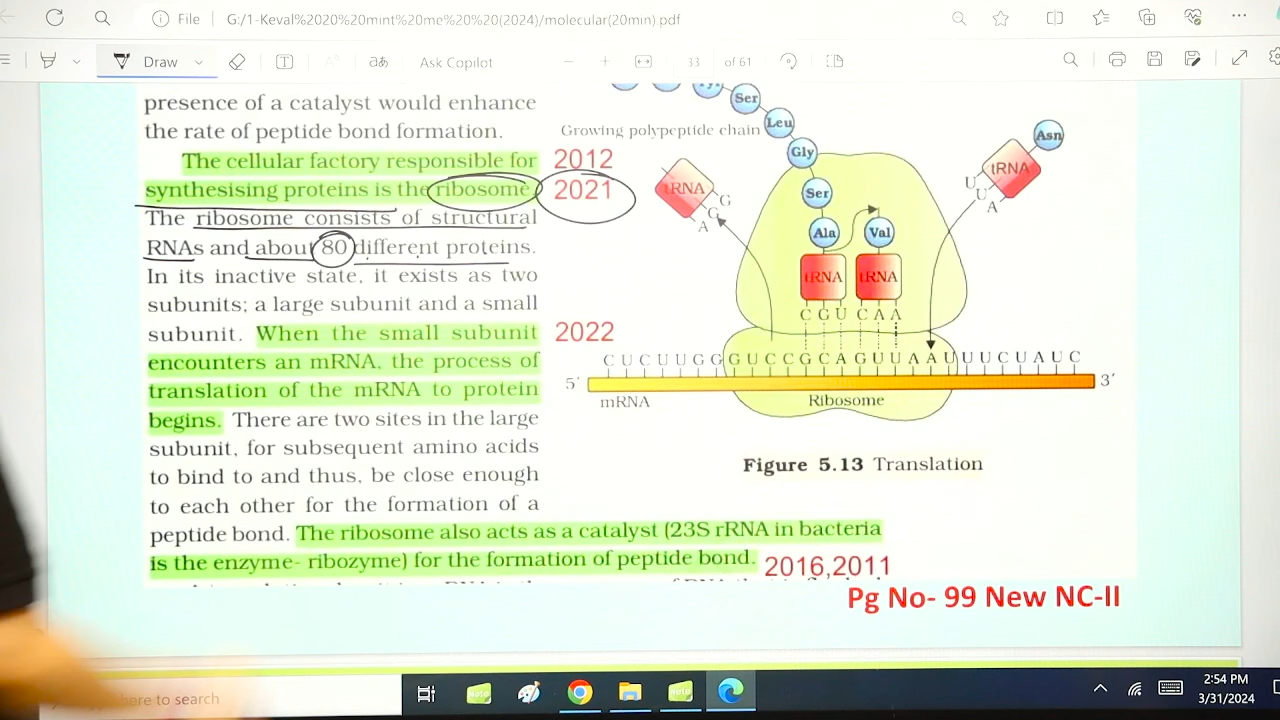 File G:/1-Keval%2020%20mint%20me%20%20(2024)/molecular(20min).pdf
Draw
Ask Copilot
33 of 61
presence of a catalyst would enhance
the rate of peptide bond formation.
The cellular factory responsible for 2012
synthesising proteins is the ribosome. 2021
The ribosome consists of structural
RNAs and about 80 different proteins.
In its inactive state, it exists as two
subunits; a large subunit and a small
subunit. When the small subunit 2022
encounters an mRNA, the process of
translation of the mRNA to protein
begins. There are two sites in the large
subunit, for subsequent amino acids
to bind to and thus, be close enough
to each other for the formation of a
peptide bond. The ribosome also acts as a catalyst (23S rRNA in bacteria
is the enzyme- ribozyme) for the formation of peptide bond. 2016,2011
Ser
Leu
Growing polypeptide chain
Gly
Asn
tRNA
tRNA
A G G
U U A
Ser
Ala
Val
tRNA
tRNA
C G U C A A
C U C U U G G G U C C G C A G U U A A U U U C U A U C
5′
3′
mRNA
Ribosome
Figure 5.13 Translation
Pg No- 99 New NC-II
here to search
2:54 PM
3/31/2024